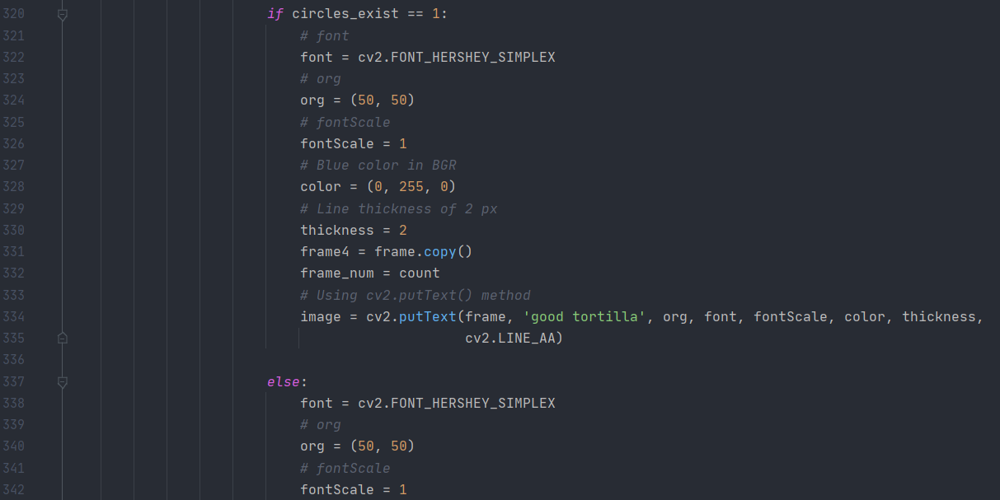 320 if circles_exist == 1:
321 # font
322 font = cv2.FONT_HERSHEY_SIMPLEX
323 # org
324 org = (50, 50)
325 # fontScale
326 fontScale = 1
327 # Blue color in BGR
328 color = (0, 255, 0)
329 # Line thickness of 2 px
330 thickness = 2
331 frame4 = frame.copy()
332 frame_num = count
333 # Using cv2.putText() method
334 image = cv2.putText(frame, 'good tortilla', org, font, fontScale, color, thickness,
335 cv2.LINE_AA)
336
337 else:
338 font = cv2.FONT_HERSHEY_SIMPLEX
339 # org
340 org = (50, 50)
341 # fontScale
342 fontScale = 1